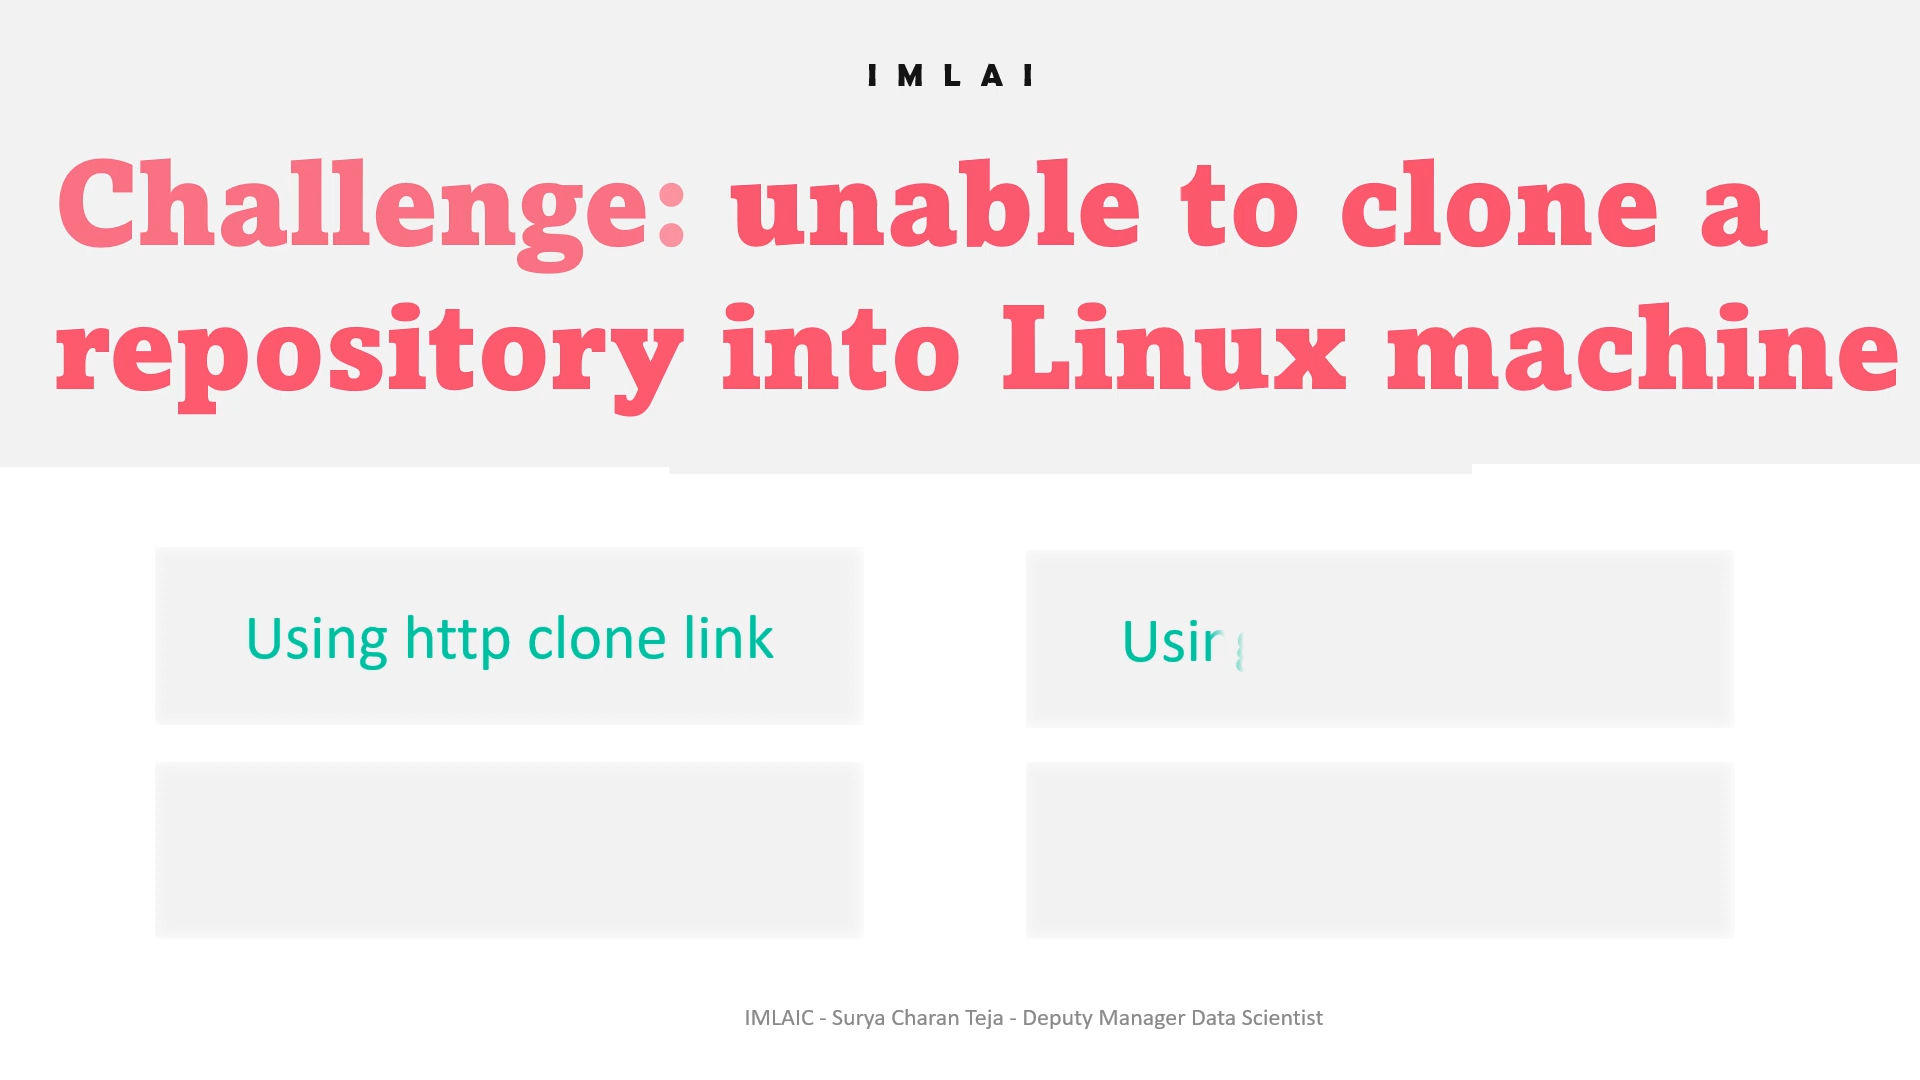 IMLAI
Challenge: unable to clone a
repository into Linux machine
Using http clone link
IMLAIC - Surya Charan Teja - Deputy Manager Data Scientist